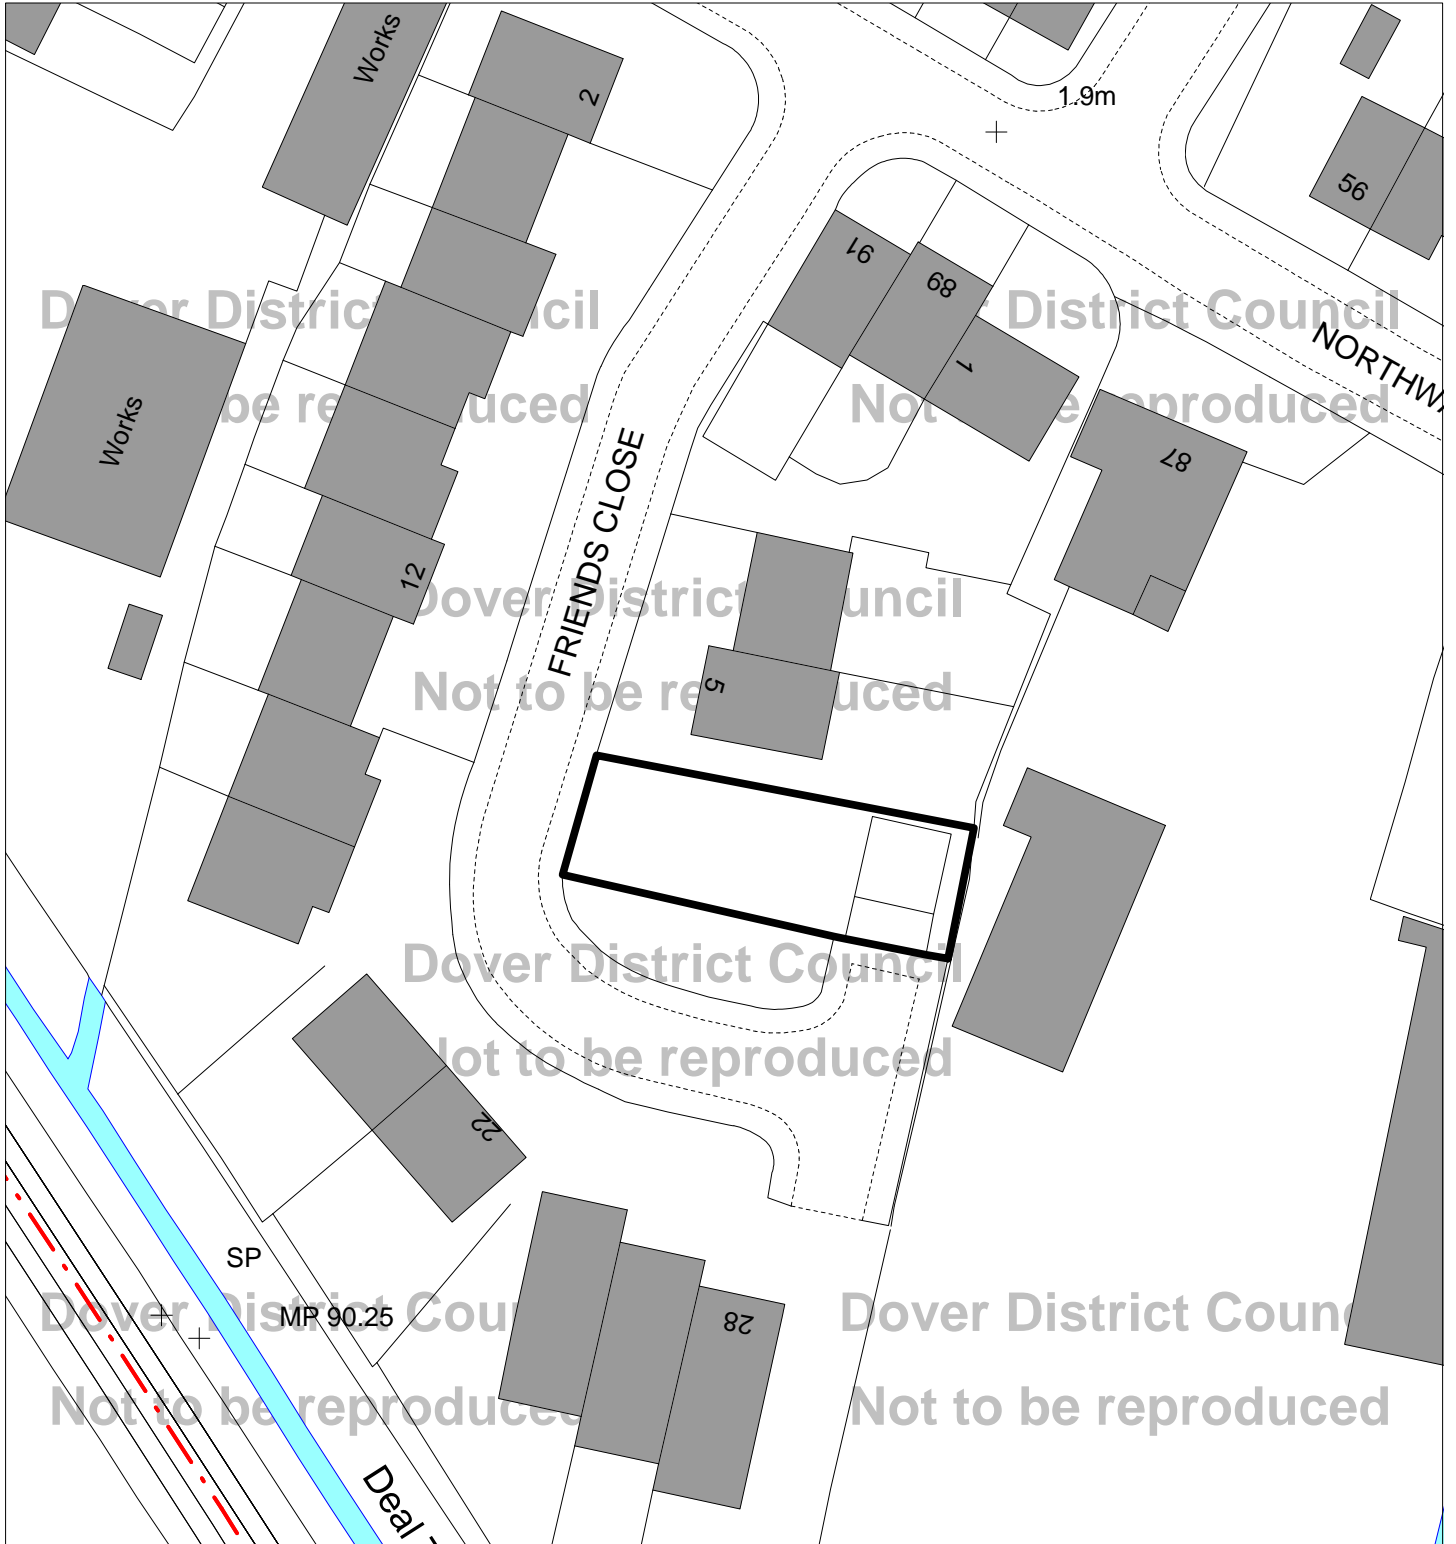 Works
2
1.9m
56
91
89
1
NORTHWA
87
Works
FRIENDS CLOSE
12
5
22
28
SP
MP 90.25
Deal
Dover District Council
Dover District Council
Not to be reproduced
Not to be reproduced
Dover District Council
Not to be reproduced
Dover District Council
Not to be reproduced
Dover District Council
Dover District Counc
Not to be reproduced
Not to be reproduced